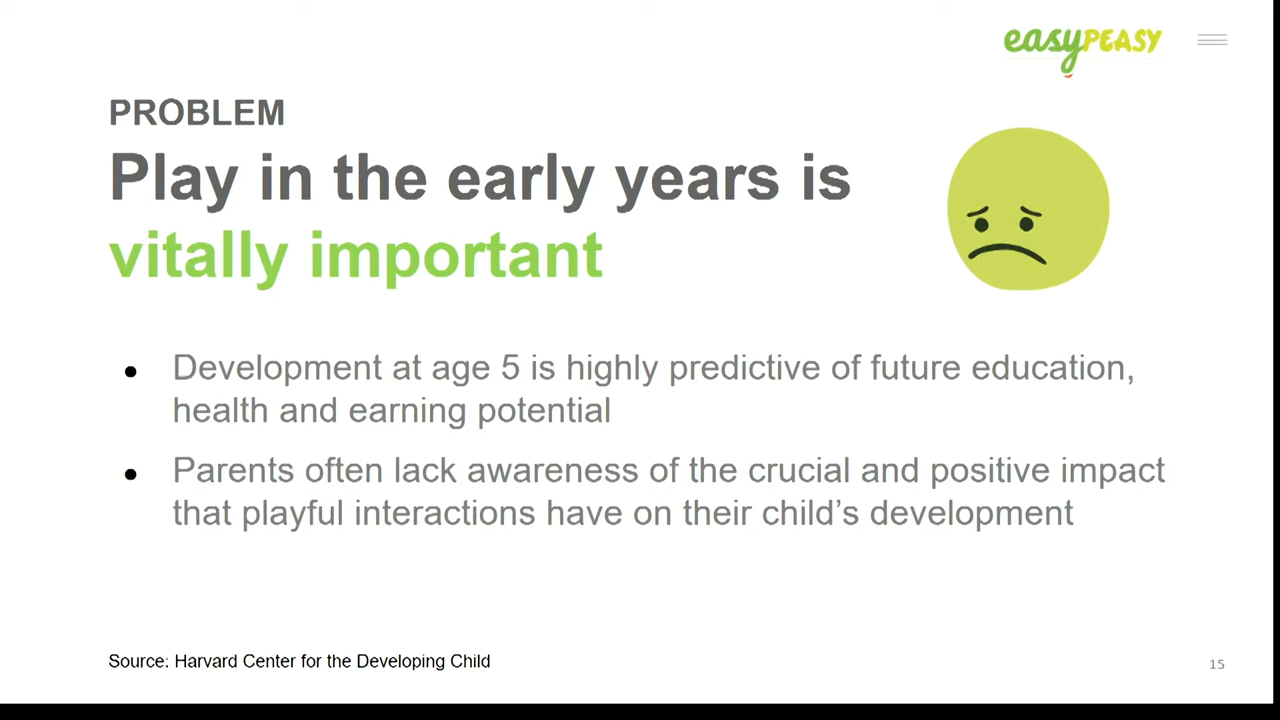 easyPEASY
PROBLEM
Play in the early years is
vitally important
● Development at age 5 is highly predictive of future education,
health and earning potential
● Parents often lack awareness of the crucial and positive impact
that playful interactions have on their child’s development
Source: Harvard Center for the Developing Child
15